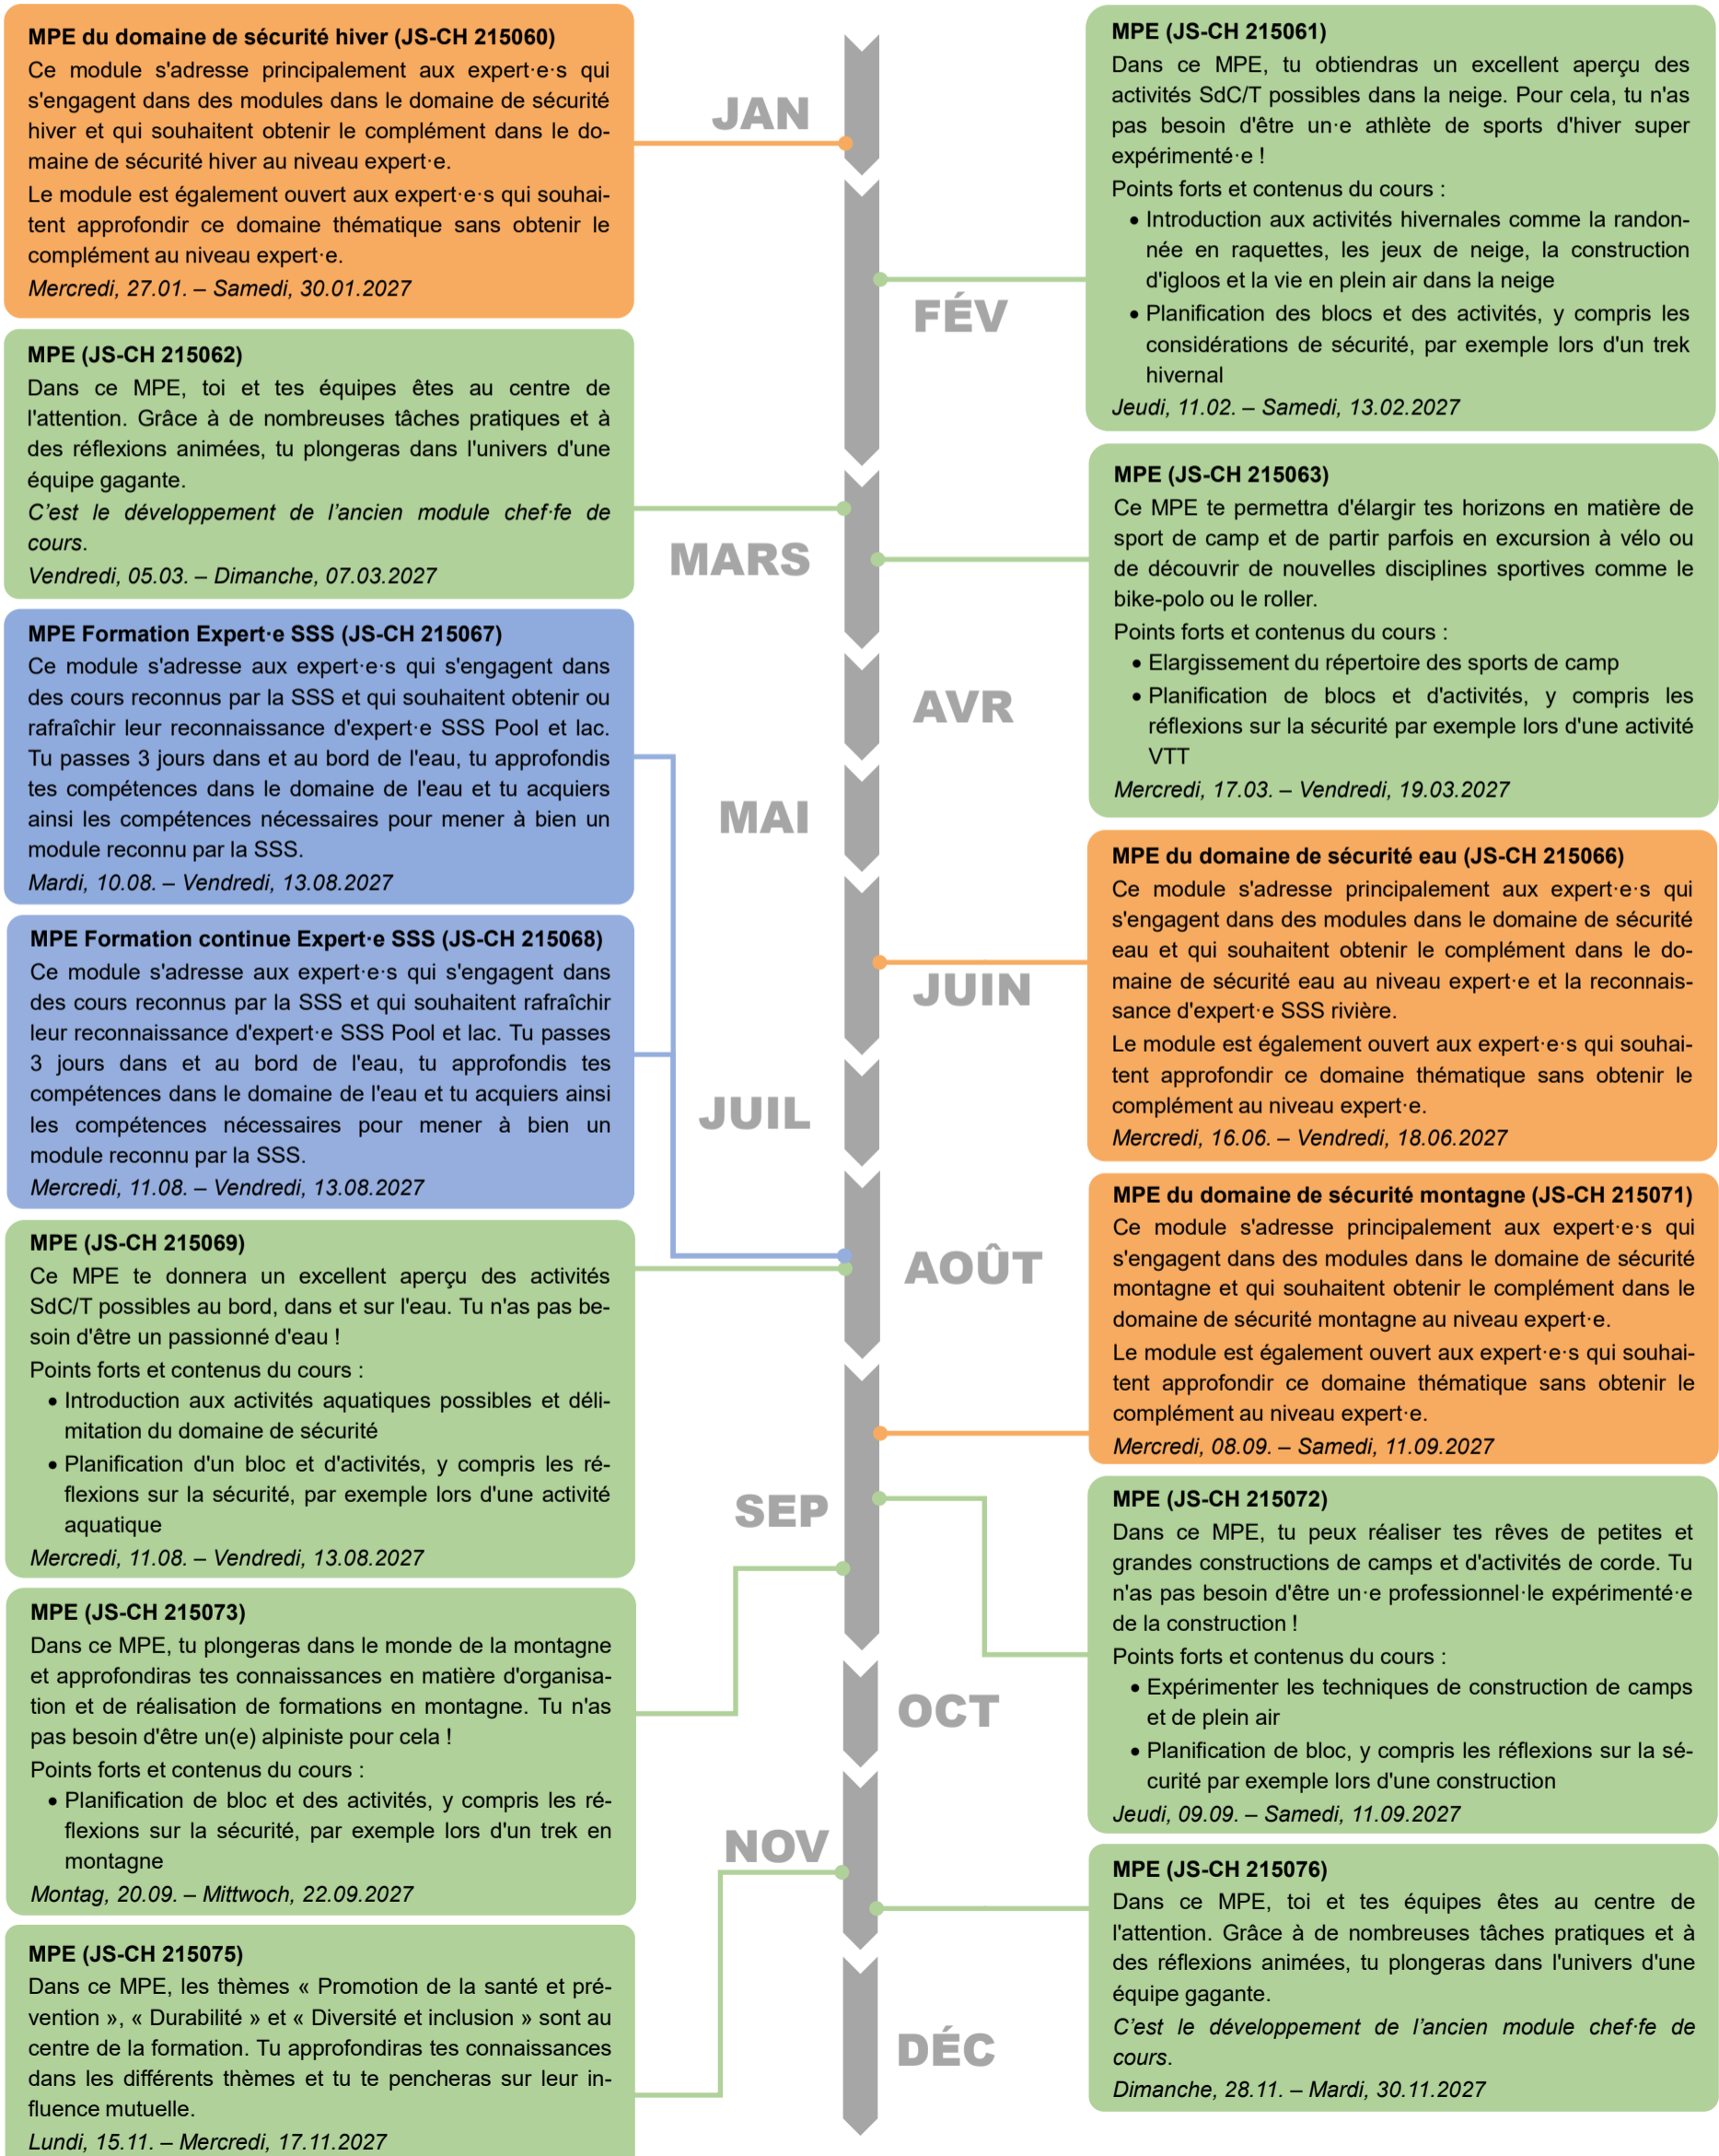 MPE du domaine de sécurité hiver (JS-CH 215060)
Ce module s'adresse principalement aux expert·e·s qui
s'engagent dans des modules dans le domaine de sécurité
hiver et qui souhaitent obtenir le complément dans le do-
maine de sécurité hiver au niveau expert·e.
Le module est également ouvert aux expert·e·s qui souhai-
tent approfondir ce domaine thématique sans obtenir le
complément au niveau expert·e.
Mercredi, 27.01. – Samedi, 30.01.2027
JAN
MPE (JS-CH 215061)
Dans ce MPE, tu obtiendras un excellent aperçu des
activités SdC/T possibles dans la neige. Pour cela, tu n'as
pas besoin d'être un·e athlète de sports d'hiver super
expérimenté·e !
Points forts et contenus du cours :
• Introduction aux activités hivernales comme la randon-
née en raquettes, les jeux de neige, la construction
d'igloos et la vie en plein air dans la neige
• Planification des blocs et des activités, y compris les
considérations de sécurité, par exemple lors d'un trek
hivernal
Jeudi, 11.02. – Samedi, 13.02.2027
FÉV
MPE (JS-CH 215062)
Dans ce MPE, toi et tes équipes êtes au centre de
l'attention. Grâce à de nombreuses tâches pratiques et à
des réflexions animées, tu plongeras dans l'univers d'une
équipe gagante.
C’est le développement de l’ancien module chef·fe de
cours.
Vendredi, 05.03. – Dimanche, 07.03.2027
MARS
MPE (JS-CH 215063)
Ce MPE te permettra d'élargir tes horizons en matière de
sport de camp et de partir parfois en excursion à vélo ou
de découvrir de nouvelles disciplines sportives comme le
bike-polo ou le roller.
Points forts et contenus du cours :
• Elargissement du répertoire des sports de camp
• Planification de blocs et d'activités, y compris les
réflexions sur la sécurité par exemple lors d'une activité
VTT
Mercredi, 17.03. – Vendredi, 19.03.2027
AVR
MPE Formation Expert·e SSS (JS-CH 215067)
Ce module s'adresse aux expert·e·s qui s'engagent dans
des cours reconnus par la SSS et qui souhaitent obtenir ou
rafraîchir leur reconnaissance d'expert·e SSS Pool et lac.
Tu passes 3 jours dans et au bord de l'eau, tu approfondis
tes compétences dans le domaine de l'eau et tu acquiers
ainsi les compétences nécessaires pour mener à bien un
module reconnu par la SSS.
Mardi, 10.08. – Vendredi, 13.08.2027
MAI
MPE du domaine de sécurité eau (JS-CH 215066)
Ce module s'adresse principalement aux expert·e·s qui
s'engagent dans des modules dans le domaine de sécurité
eau et qui souhaitent obtenir le complément dans le do-
maine de sécurité eau au niveau expert·e et la reconnais-
sance d'expert·e SSS rivière.
Le module est également ouvert aux expert·e·s qui souhai-
tent approfondir ce domaine thématique sans obtenir le
complément au niveau expert·e.
Mercredi, 16.06. – Vendredi, 18.06.2027
JUIN
MPE Formation continue Expert·e SSS (JS-CH 215068)
Ce module s'adresse aux expert·e·s qui s'engagent dans
des cours reconnus par la SSS et qui souhaitent rafraîchir
leur reconnaissance d'expert·e SSS Pool et lac. Tu passes
3 jours dans et au bord de l'eau, tu approfondis tes
compétences dans le domaine de l'eau et tu acquiers ainsi
les compétences nécessaires pour mener à bien un
module reconnu par la SSS.
Mercredi, 11.08. – Vendredi, 13.08.2027
JUIL
MPE du domaine de sécurité montagne (JS-CH 215071)
Ce module s'adresse principalement aux expert·e·s qui
s'engagent dans des modules dans le domaine de sécurité
montagne et qui souhaitent obtenir le complément dans le
domaine de sécurité montagne au niveau expert·e.
Le module est également ouvert aux expert·e·s qui souhai-
tent approfondir ce domaine thématique sans obtenir le
complément au niveau expert·e.
Mercredi, 08.09. – Samedi, 11.09.2027
AOÛT
MPE (JS-CH 215069)
Ce MPE te donnera un excellent aperçu des activités
SdC/T possibles au bord, dans et sur l'eau. Tu n'as pas be-
soin d'être un passionné d'eau !
Points forts et contenus du cours :
• Introduction aux activités aquatiques possibles et déli-
mitation du domaine de sécurité
• Planification d'un bloc et d'activités, y compris les ré-
flexions sur la sécurité, par exemple lors d'une activité
aquatique
Mercredi, 11.08. – Vendredi, 13.08.2027
SEP
MPE (JS-CH 215072)
Dans ce MPE, tu peux réaliser tes rêves de petites et
grandes constructions de camps et d'activités de corde. Tu
n'as pas besoin d'être un·e professionnel·le expérimenté·e
de la construction !
Points forts et contenus du cours :
• Expérimenter les techniques de construction de camps
et de plein air
• Planification de bloc, y compris les réflexions sur la sé-
curité par exemple lors d'une construction
Jeudi, 09.09. – Samedi, 11.09.2027
OCT
MPE (JS-CH 215073)
Dans ce MPE, tu plongeras dans le monde de la montagne
et approfondiras tes connaissances en matière d'organisa-
tion et de réalisation de formations en montagne. Tu n'as
pas besoin d'être un(e) alpiniste pour cela !
Points forts et contenus du cours :
• Planification de bloc et des activités, y compris les ré-
flexions sur la sécurité, par exemple lors d'un trek en
montagne
Montag, 20.09. – Mittwoch, 22.09.2027
NOV
MPE (JS-CH 215076)
Dans ce MPE, toi et tes équipes êtes au centre de
l'attention. Grâce à de nombreuses tâches pratiques et à
des réflexions animées, tu plongeras dans l'univers d'une
équipe gagante.
C’est le développement de l’ancien module chef·fe de
cours.
Dimanche, 28.11. – Mardi, 30.11.2027
DÉC
MPE (JS-CH 215075)
Dans ce MPE, les thèmes « Promotion de la santé et pré-
vention », « Durabilité » et « Diversité et inclusion » sont au
centre de la formation. Tu approfondiras tes connaissances
dans les différents thèmes et tu te pencheras sur leur in-
fluence mutuelle.
Lundi, 15.11. – Mercredi, 17.11.2027